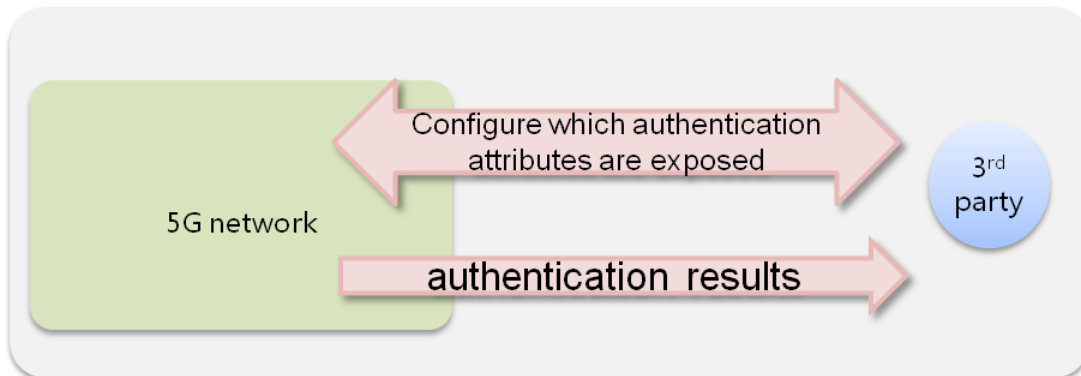 Configure which authentication
attributes are exposed
3rd
party
5G network
authentication results